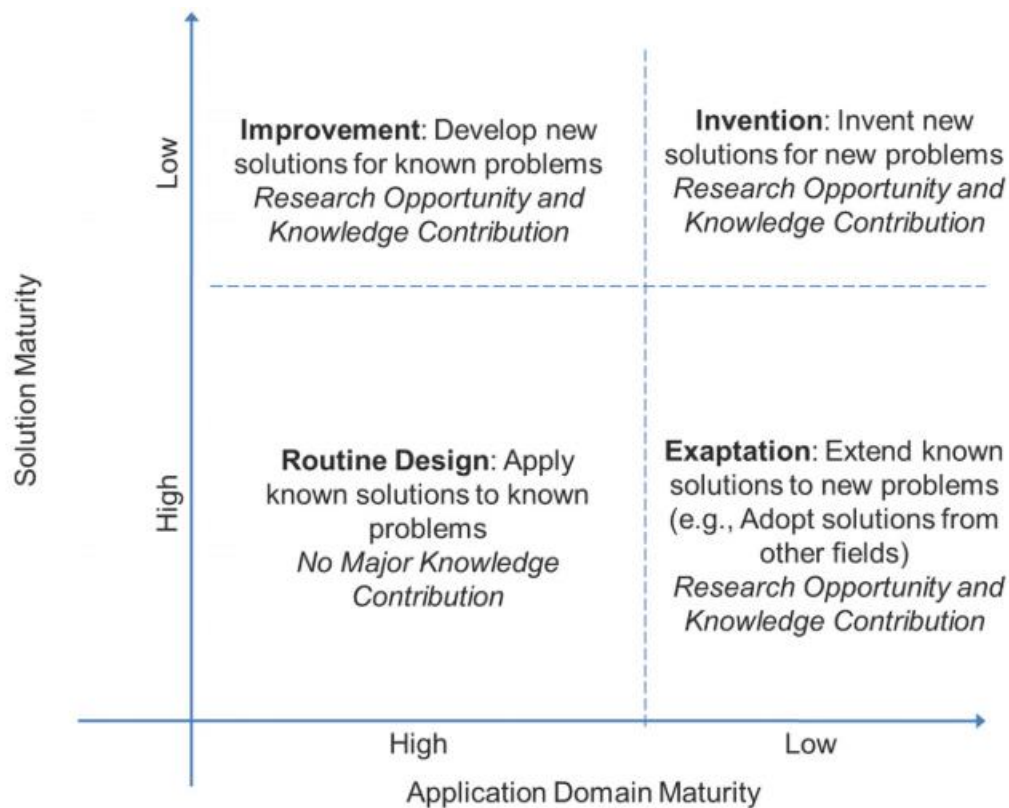 Improvement: Develop new
solutions for known problems
Research Opportunity and
Knowledge Contribution
Invention: Invent new
solutions for new problems
Research Opportunity and
Knowledge Contribution
Low
Solution Maturity
High
Routine Design: Apply
known solutions to known
problems
No Major Knowledge
Contribution
Exaptation: Extend known
solutions to new problems
(e.g., Adopt solutions from
other fields)
Research Opportunity and
Knowledge Contribution
High
Low
Application Domain Maturity